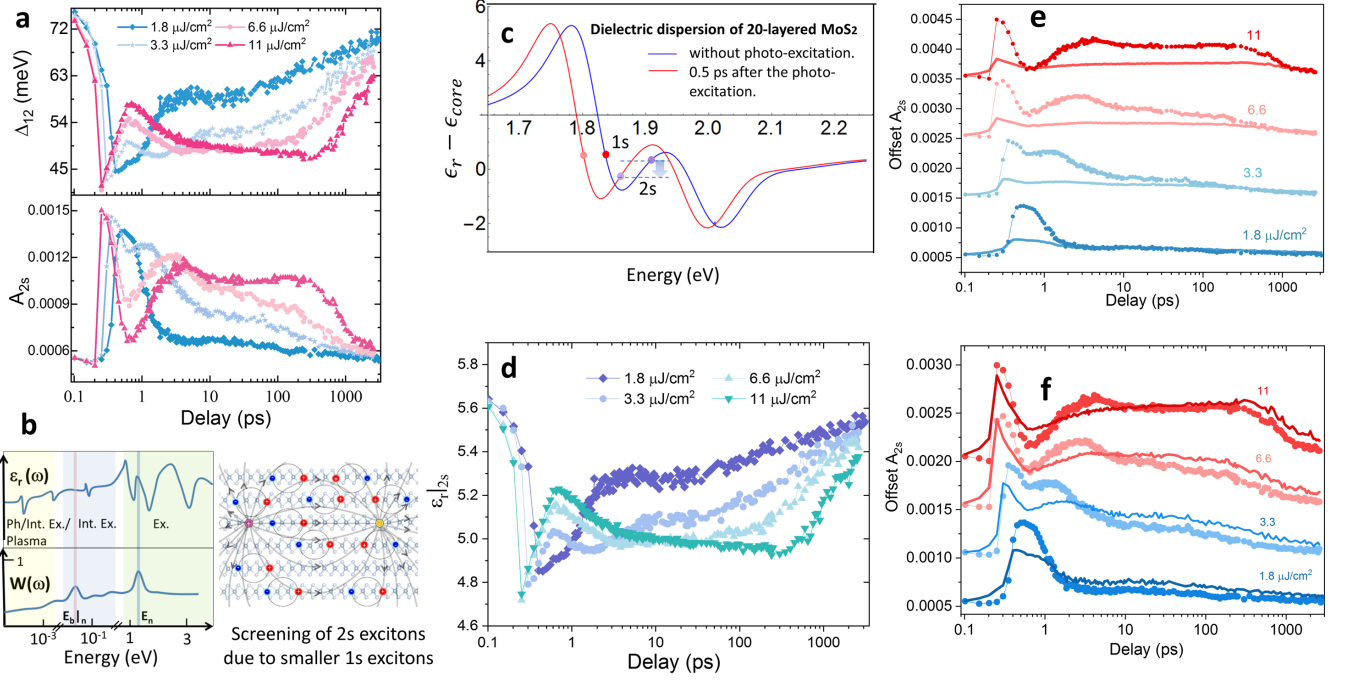 a
72
63
54
45
Δ12 (meV)
1.8 μJ/cm²
6.6 μJ/cm²
3.3 μJ/cm²
11 μJ/cm²
0.0015
0.0012
0.0009
0.0006
A2s
0.1
1
10
100
1000
Delay (ps)
b
εr(ω)
Ph/Int. Ex./
Plasma
Int. Ex.
Ex.
1
W(ω)
Eb|n
En
10-3
10-1
1
3
Energy (eV)
Screening of 2s excitons
due to smaller 1s excitons
c
6
4
2
0
−2
ϵr − ϵcore
Dielectric dispersion of 20-layered MoS2
without photo-excitation.
0.5 ps after the photo-
excitation.
1.7
1.8
1.9
2.0
2.1
2.2
1s
2s
Energy (eV)
d
5.8
5.6
5.4
5.2
5.0
4.8
4.6
εr|2s
1.8 μJ/cm²
6.6 μJ/cm²
3.3 μJ/cm²
11 μJ/cm²
0.1
1
10
100
1000
Delay (ps)
e
0.0045
0.0040
0.0035
0.0030
0.0025
0.0020
0.0015
0.0010
0.0005
Offset A2s
11
6.6
3.3
1.8 μJ/cm²
0.1
1
10
100
1000
Delay (ps)
f
0.0030
0.0025
0.0020
0.0015
0.0010
0.0005
Offset A2s
11
6.6
3.3
1.8 μJ/cm²
0.1
1
10
100
1000
Delay (ps)